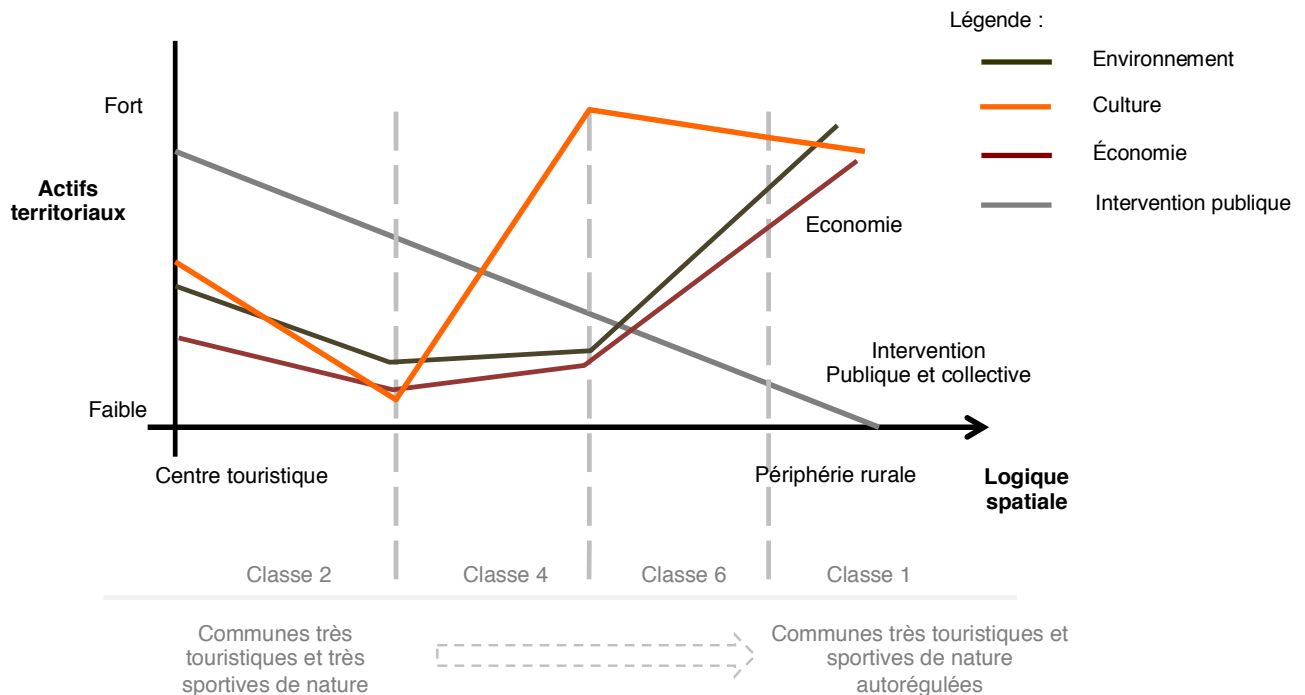 Légende :
Environnement
Culture
Économie
Intervention publique
Fort
Actifs
territoriaux
Faible
Economie
Intervention
Publique et collective
Centre touristique
Périphérie rurale
Logique
spatiale
Classe 2
Classe 4
Classe 6
Classe 1
Communes très
touristiques et très
sportives de nature
Communes très touristiques et
sportives de nature
autorégulées